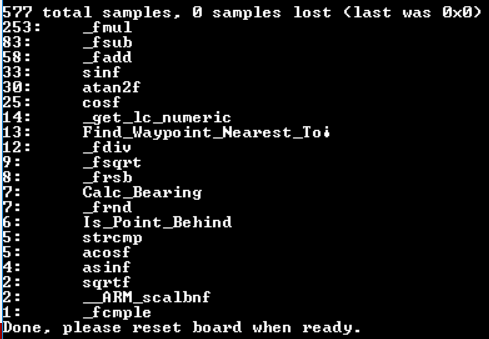 577 total samples, 0 samples lost (last was 0x0)
253: _fmul
83: _fsub
58: _fadd
33: sinf
30: atan2f
25: cosf
14: _get_lc_numeric
13: Find_Waypoint_Nearest_To
12: _fdiv
9: _fsqrt
8: _frsb
7: Calc_Bearing
7: _frnd
6: Is_Point_Behind
5: strcmp
5: acosf
4: asinf
2: sqrtf
2: __ARM_scalbnf
1: _fcmple
Done, please reset board when ready.